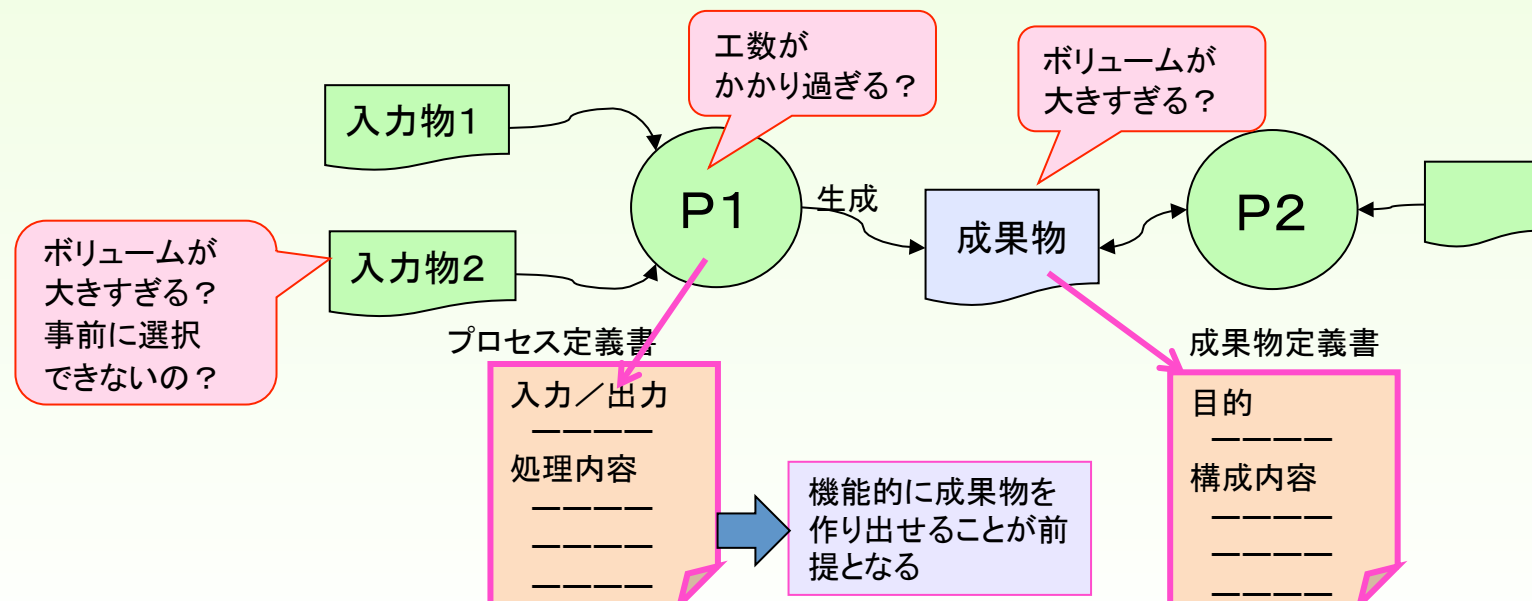 工数が
かかり過ぎる？
ボリュームが
大きすぎる？
入力物１
P１
生成
成果物
P２
入力物２
ボリュームが
大きすぎる？
事前に選択
できないの？
プロセス定義書
入力／出力
ーーーー
処理内容
ーーーー
ーーーー
ーーーー
機能的に成果物を
作り出せることが前
提となる
成果物定義書
目的
ーーーー
構成内容
ーーーー
ーーーー
ーーーー